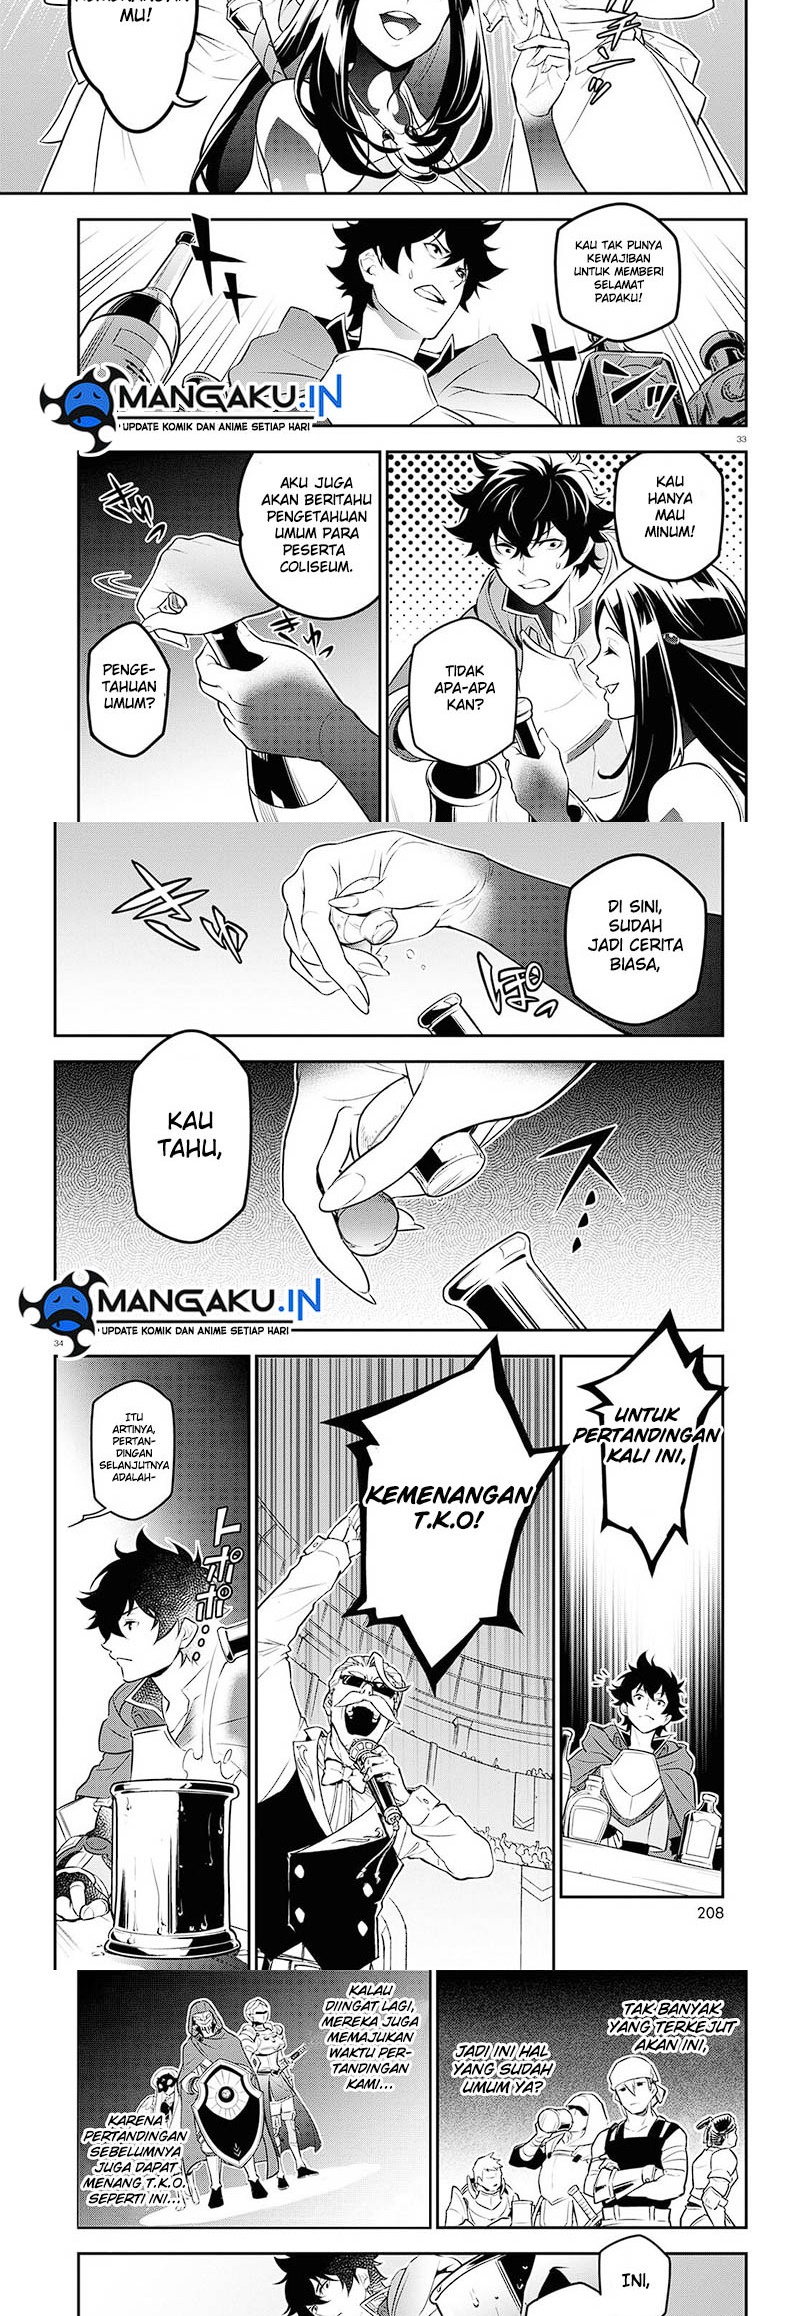 MU!
KAU TAK PUNYA
KEWAJIBAN
UNTUK MEMBERI
SELAMAT
PADAKU!
MANGAKU.IN
UPDATE KOMIK DAN ANIME SETIAP HARI
33
KAU
HANYA
MAU
MINUM!
TIDAK
APA-APA
KAN?
AKU JUGA
AKAN BERITAHU
PENGETAHUAN
UMUM PARA
PESERTA
COLISEUM.
PENGE-
TAHUAN
UMUM?
DI SINI,
SUDAH
JADI CERITA
BIASA,
KAU
TAHU,
MANGAKU.IN
UPDATE KOMIK DAN ANIME SETIAP HARI
34
UNTUK
PERTANDINGAN
KALI INI,
KEMENANGAN
T.K.O!
ITU
ARTINYA,
PERTAN-
DINGAN
SELANJUTNYA
ADALAH-
トポポポ...
208
TAK BANYAK
YANG TERKEJUT
AKAN INI,
JADI INI HAL
YANG SUDAH
UMUM YA?
KALAU
DIINGAT LAGI,
MEREKA JUGA
MEMAJUKAN
WAKTU PER-
TANDINGAN
KAMI...
KARENA
PERTANDINGAN
SEBELUMNYA
JUGA DAPAT
MENANG T.K.O.
SEPERTI INI...
INI,